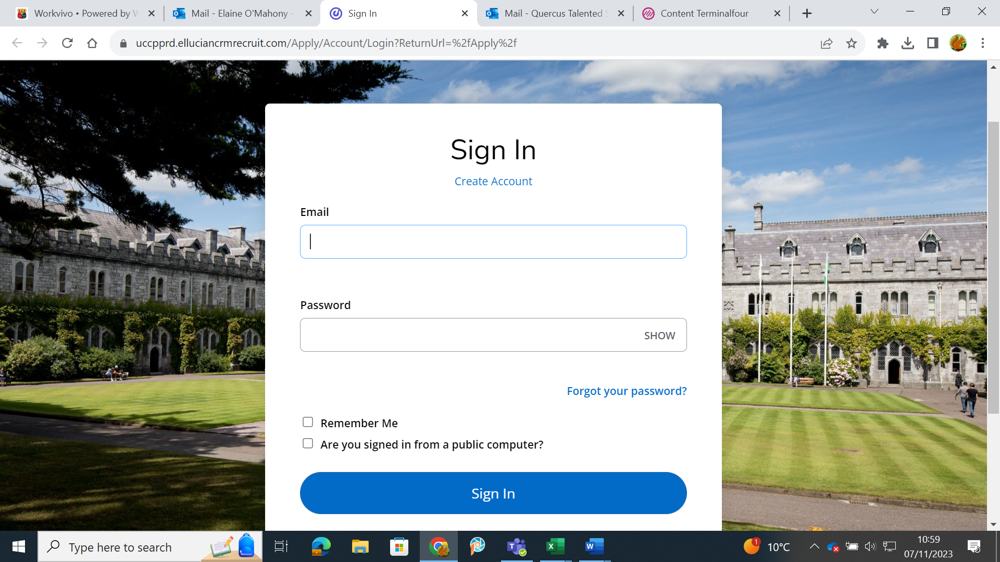 Workvivo • Powered by W
Mail - Elaine O'Mahony -
Sign In
Mail - Quercus Talented S
Content Terminalfour
uccpprd.elluciancrmrecruit.com/Apply/Account/Login?ReturnUrl=%2fApply%2f
Sign In
Create Account
Email
Password
SHOW
Forgot your password?
Remember Me
Are you signed in from a public computer?
Sign In
Type here to search
1
10°C
10:59
07/11/2023